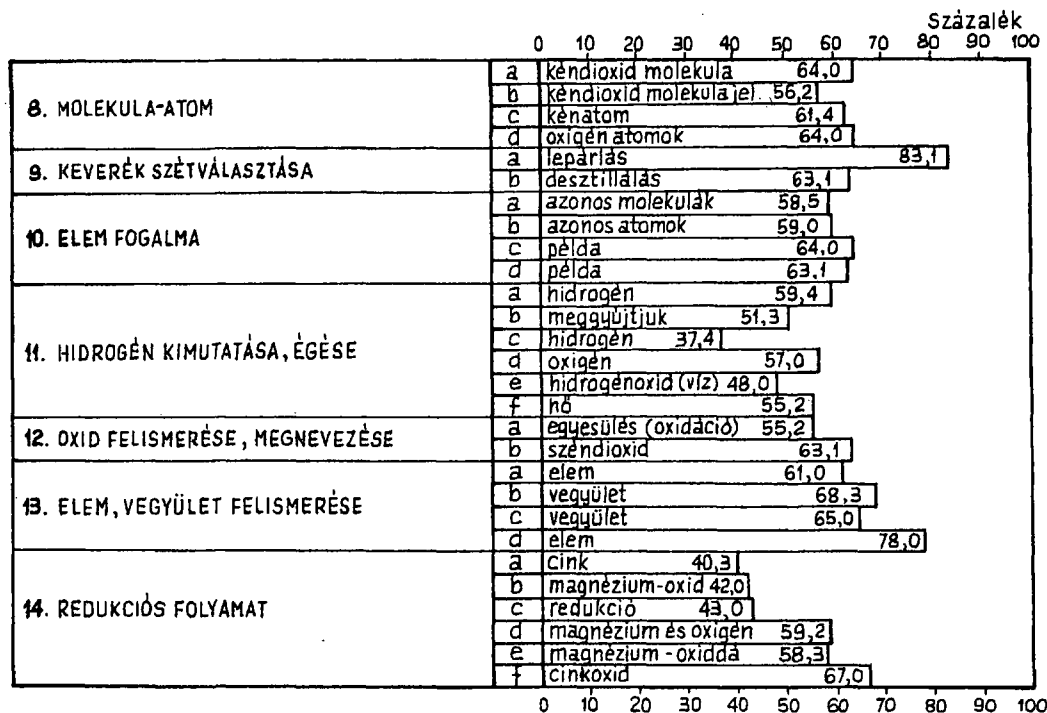 Százalék
0 10 20 30 40 50 60 70 80 90 100
8. MOLEKULA-ATOM
a kéndioxid molekula 64,0
b kéndioxid molekula jel 56,2
c kénatom 61,4
d oxigén atomok 64,0
9. KEVERÉK SZÉTVÁLASZTÁSA
a lepárlás 83,1
b desztillálás 63,1
10. ELEM FOGALMA
a azonos molekulák 58,5
b azonos atomok 59,0
c példa 64,0
d példa 63,1
11. HIDROGÉN KIMUTATÁSA, ÉGÉSE
a hidrogén 59,4
b meggyújtjuk 51,3
c hidrogén 37,4
d oxigén 57,0
e hidrogénoxid (víz) 48,0
f hő 55,2
12. OXID FELISMERÉSE, MEGNEVEZÉSE
a egyesülés (oxidáció) 55,2
b széndioxid 63,1
13. ELEM, VEGYÜLET FELISMERÉSE
a elem 61,0
b vegyület 68,3
c vegyület 65,0
d elem 78,0
14. REDUKCIÓS FOLYAMAT
a cink 40,3
b magnézium-oxid 42,0
c redukció 43,0
d magnézium és oxigén 59,2
e magnézium-oxiddá 58,3
f cinkoxid 67,0
0 10 20 30 40 50 60 70 80 90 100